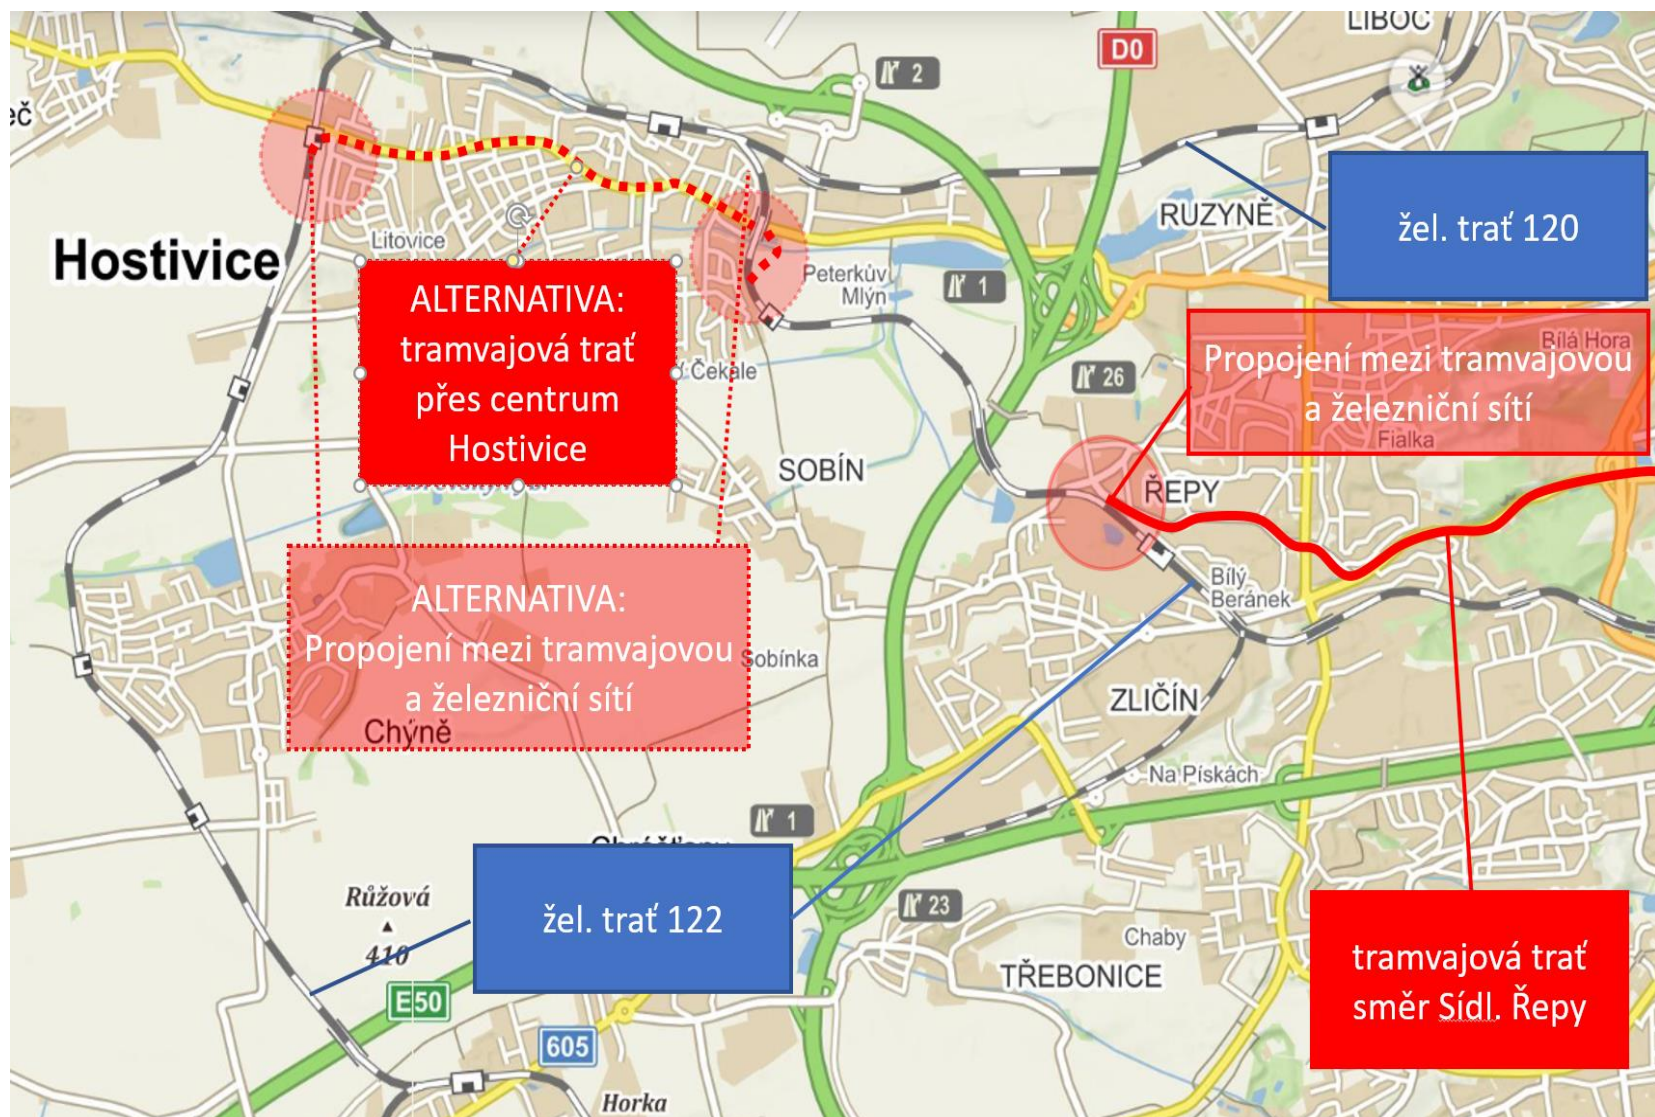 LIBOC
D0
2
eč
RUZYNĚ
žel. trať 120
Litovice
Hostivice
Peterkův
Mlýn
1
ALTERNATIVA:
tramvajová trať
přes centrum
Hostivice
Bílá Hora
Propojení mezi tramvajovou
a železniční sítí
Fialka
Čekale
26
SOBÍN
ŘEPY
Bílý
Beránek
ALTERNATIVA:
Propojení mezi tramvajovou
a železniční sítí
Sobínka
Chýně
ZLIČÍN
Na Pískách
1
Růžová
410
žel. trať 122
23
Chaby
TŘEBONICE
tramvajová trať
směr Sídl. Řepy
E50
605
Horka